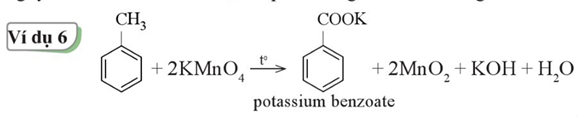 CH₃ COOK
Ví dụ 6
+ 2KMnO₄ t° → + 2MnO₂ + KOH + H₂O
potassium benzoate